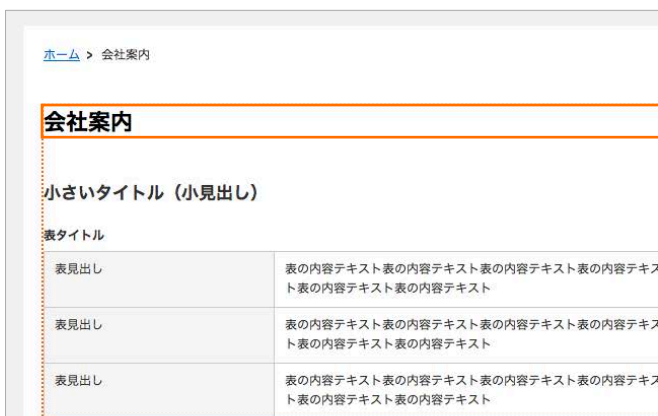 ホーム > 会社案内
会社案内
小さいタイトル（小見出し）
表タイトル
表見出し
表の内容テキスト表の内容テキスト表の内容テキスト表の内容テキス
ト表の内容テキスト表の内容テキスト
表見出し
表の内容テキスト表の内容テキスト表の内容テキスト表の内容テキス
ト表の内容テキスト表の内容テキスト
表見出し
表の内容テキスト表の内容テキスト表の内容テキスト表の内容テキス
ト表の内容テキスト表の内容テキスト